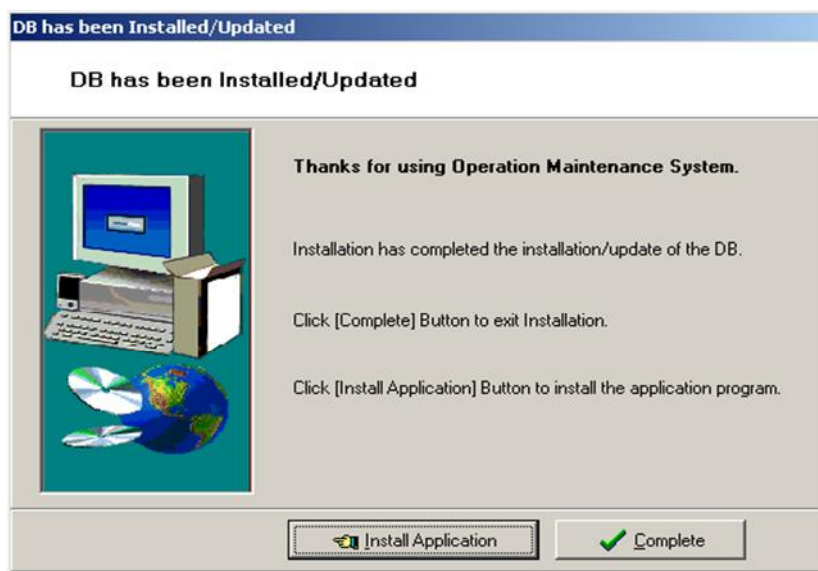 DB has been Installed/Updated
DB has been Installed/Updated
Thanks for using Operation Maintenance System.
Installation has completed the installation/update of the DB.
Click [Complete] Button to exit Installation.
Click [Install Application] Button to install the application program.
Install Application
Complete